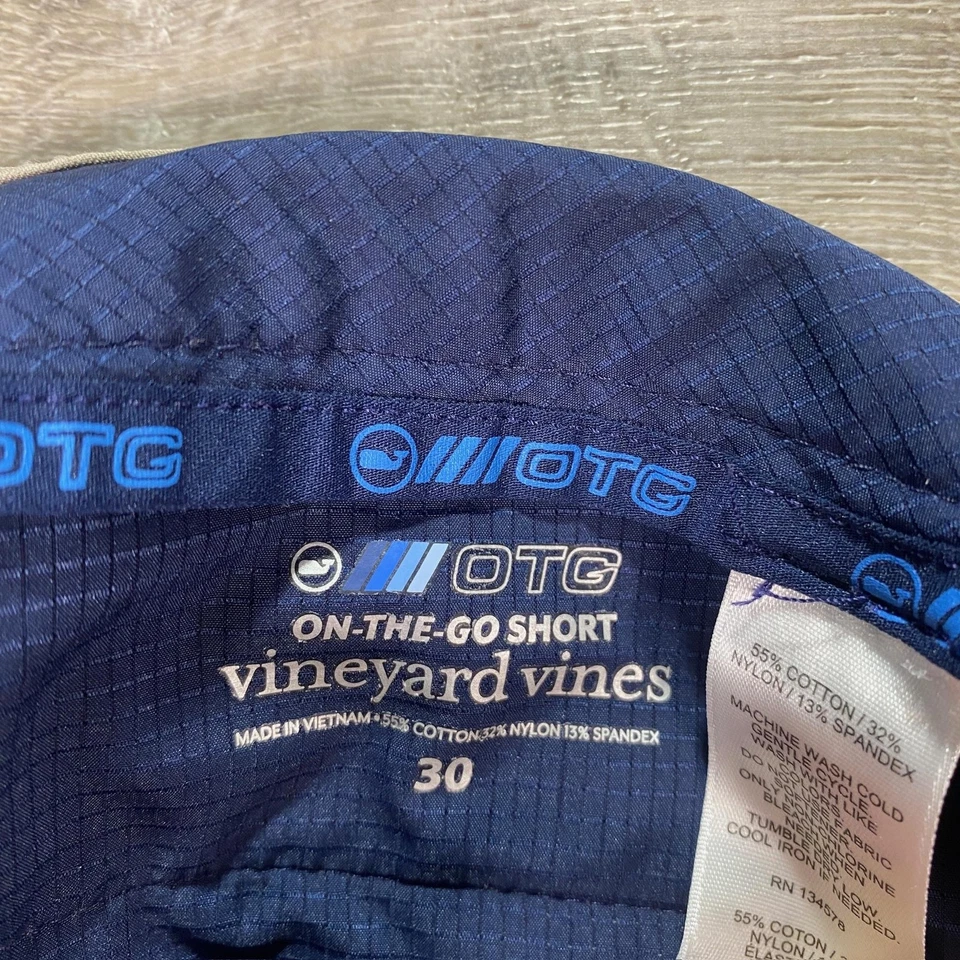 OTG
OTG
OTG
ON-THE-GO SHORT
vineyard vines
MADE IN VIETNAM • 55% COTTON 32% NYLON 13% SPANDEX
30
55% COTTON / 32%
NYLON / 13% SPANDEX
MACHINE WASH COLD
GENTLE CYCLE.
WASH WITH LIKE
COLORS.
DO NOT USE FABRIC
SOFTENER.
ONLY NON-CHLORINE
BLEACH WHEN
NEEDED.
TUMBLE DRY LOW.
COOL IRON IF NEEDED.
RN 134578
55% COTON /
NYLON /